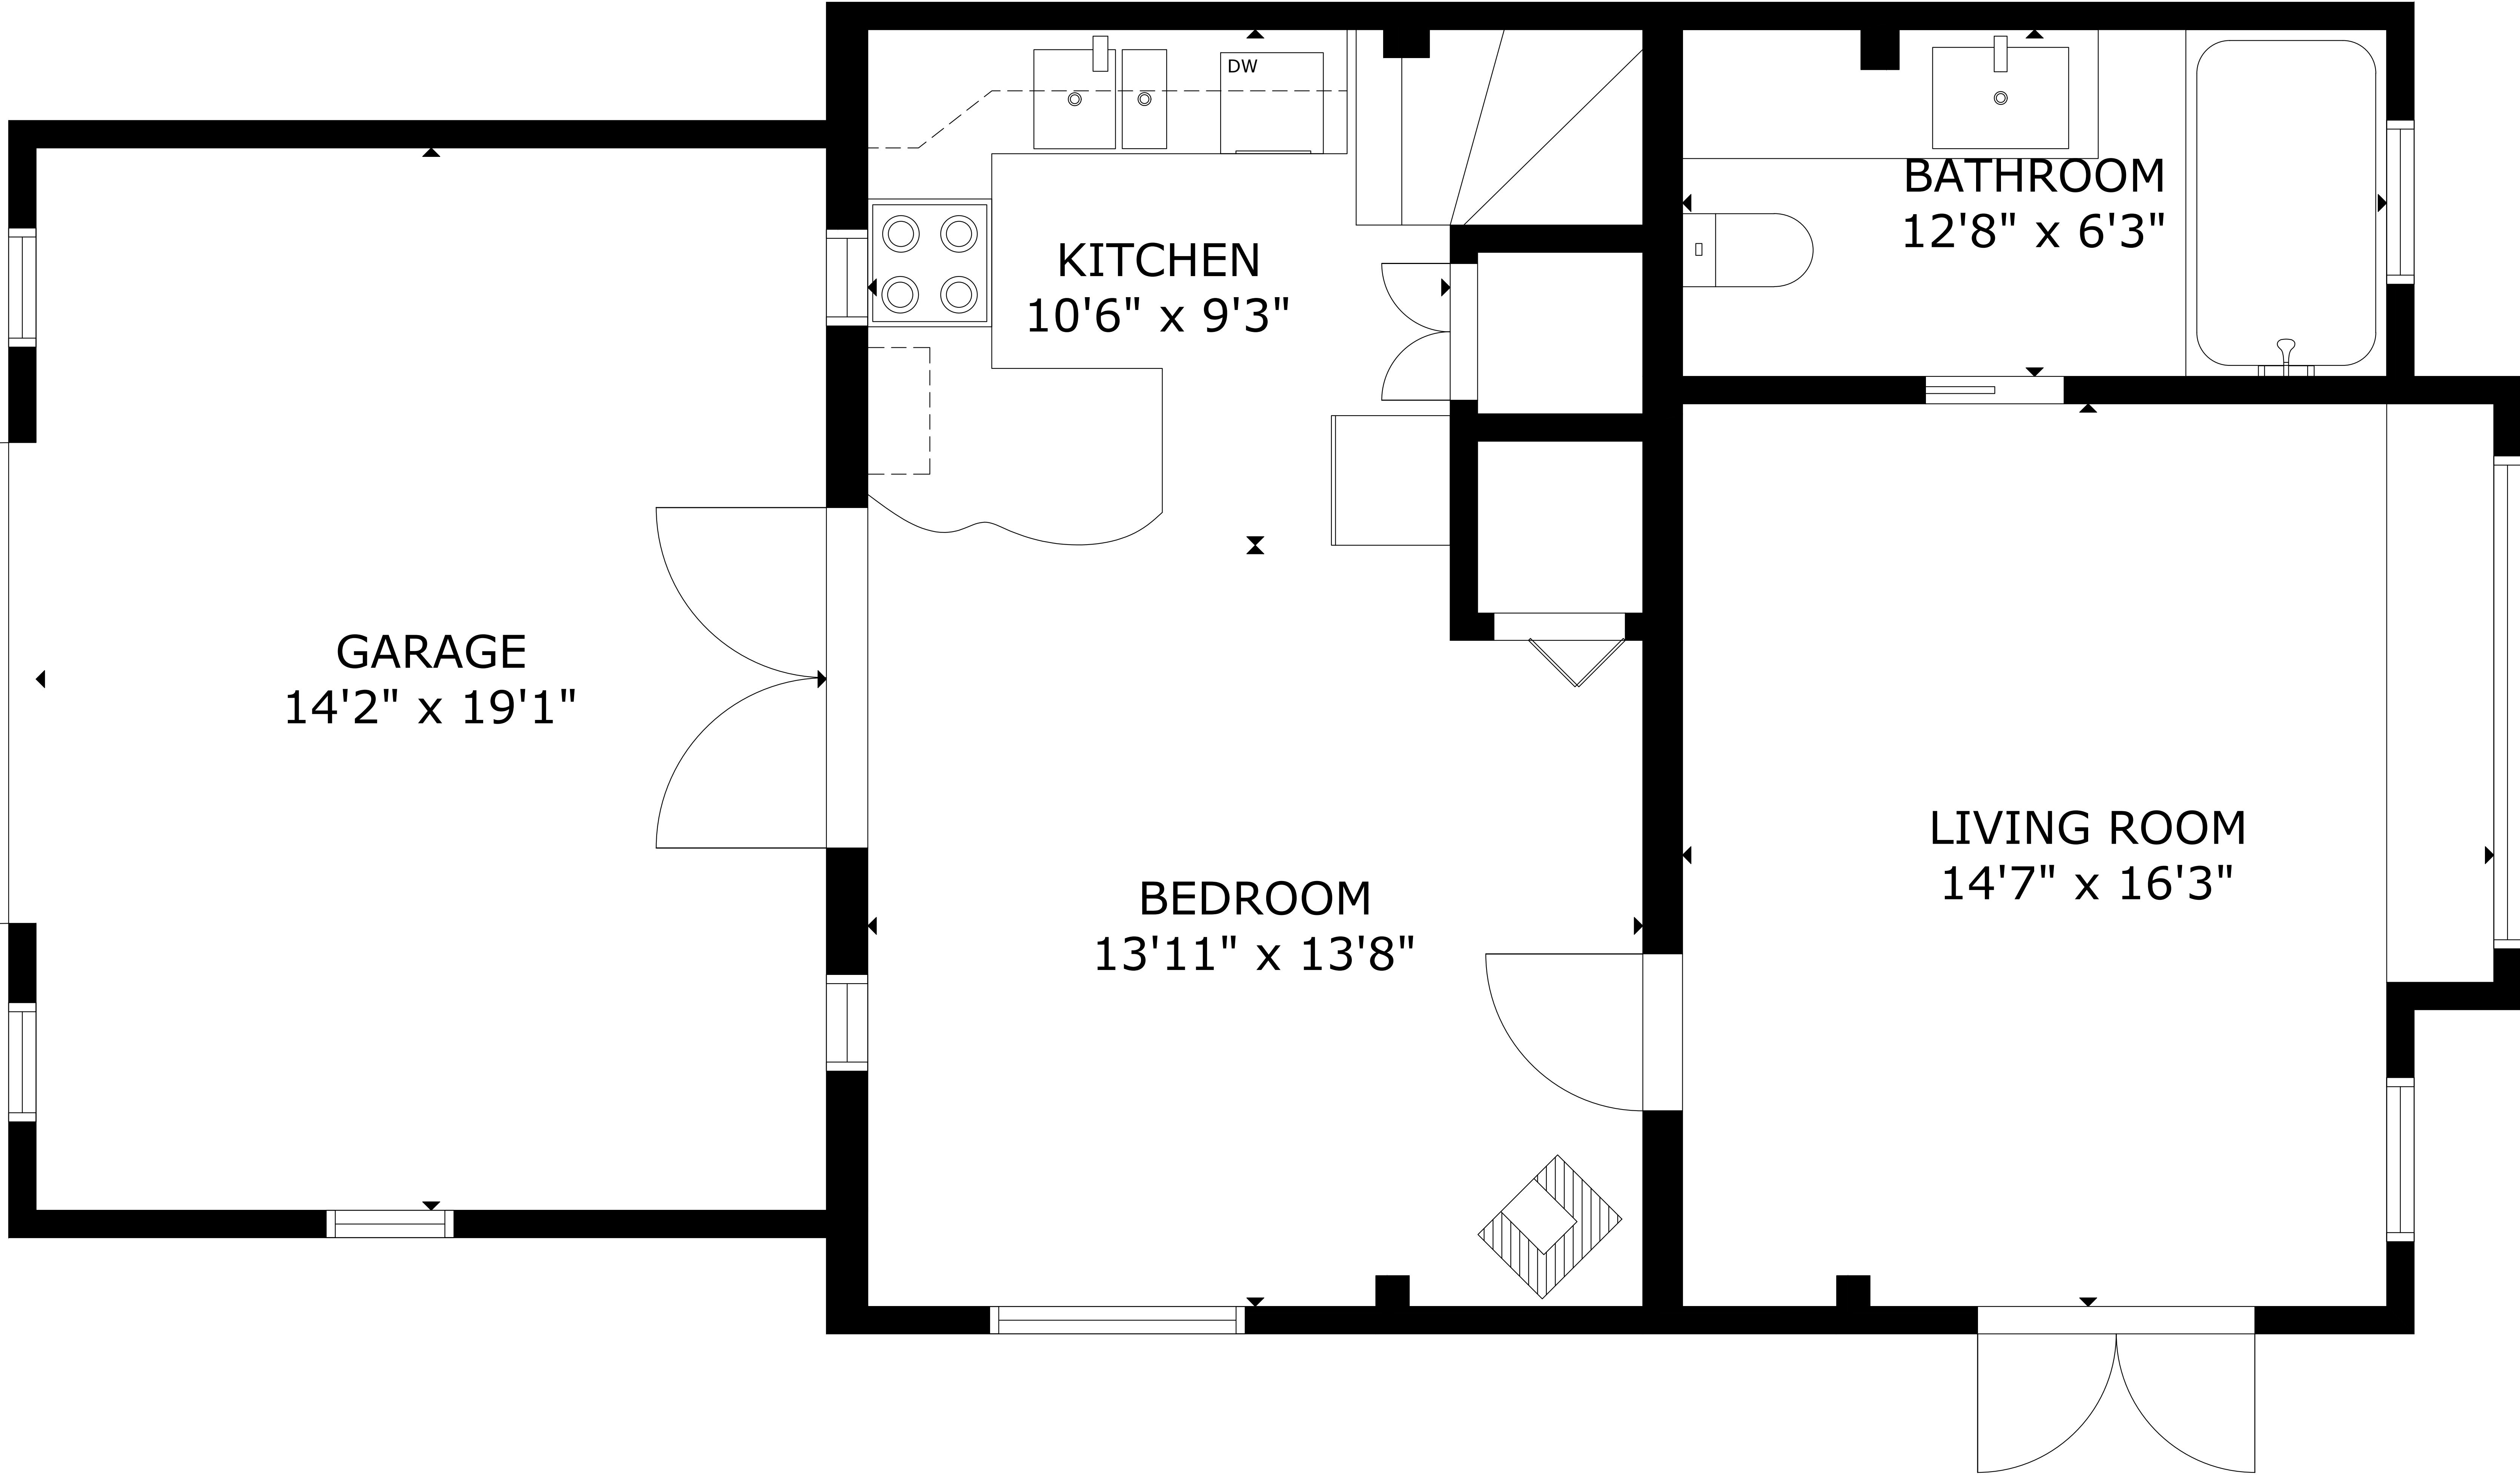 DW
BATHROOM
12'8" x 6'3"
KITCHEN
10'6" x 9'3"
GARAGE
14'2" x 19'1"
LIVING ROOM
14'7" x 16'3"
BEDROOM
13'11" x 13'8"